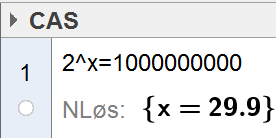 CAS
1
2^x=1000000000
NLøs: {x = 29.9}